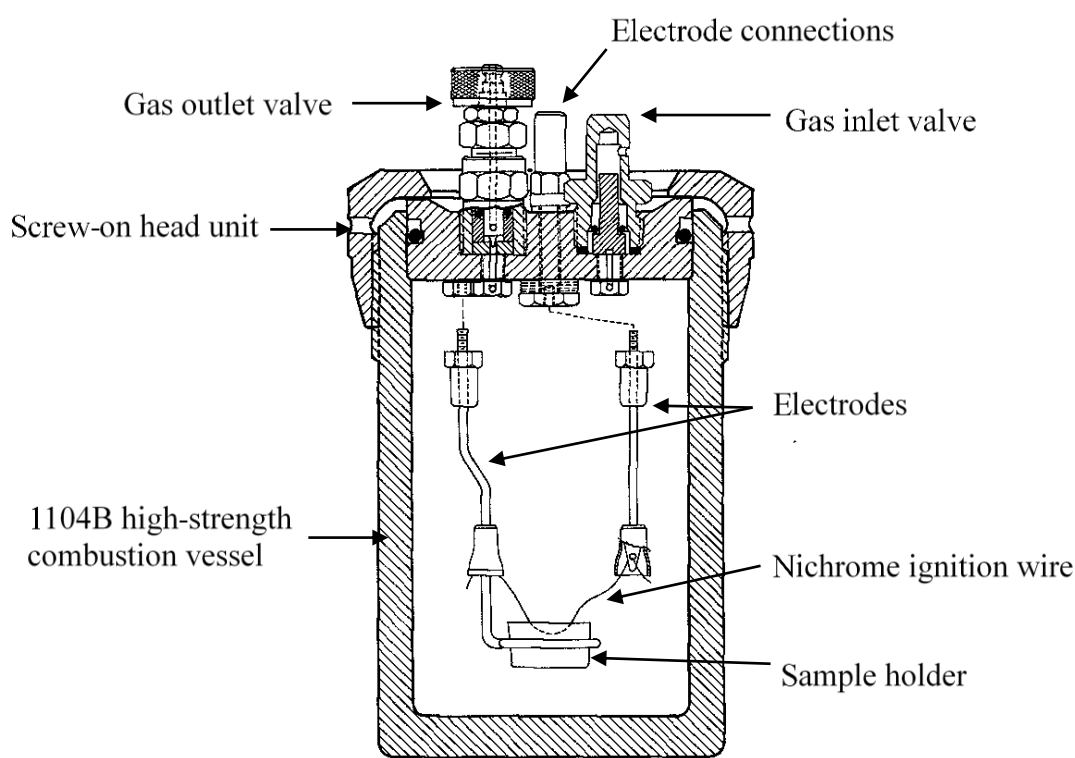 Electrode connections
Gas outlet valve
Gas inlet valve
Screw-on head unit
Electrodes
1104B high-strength
combustion vessel
Nichrome ignition wire
Sample holder